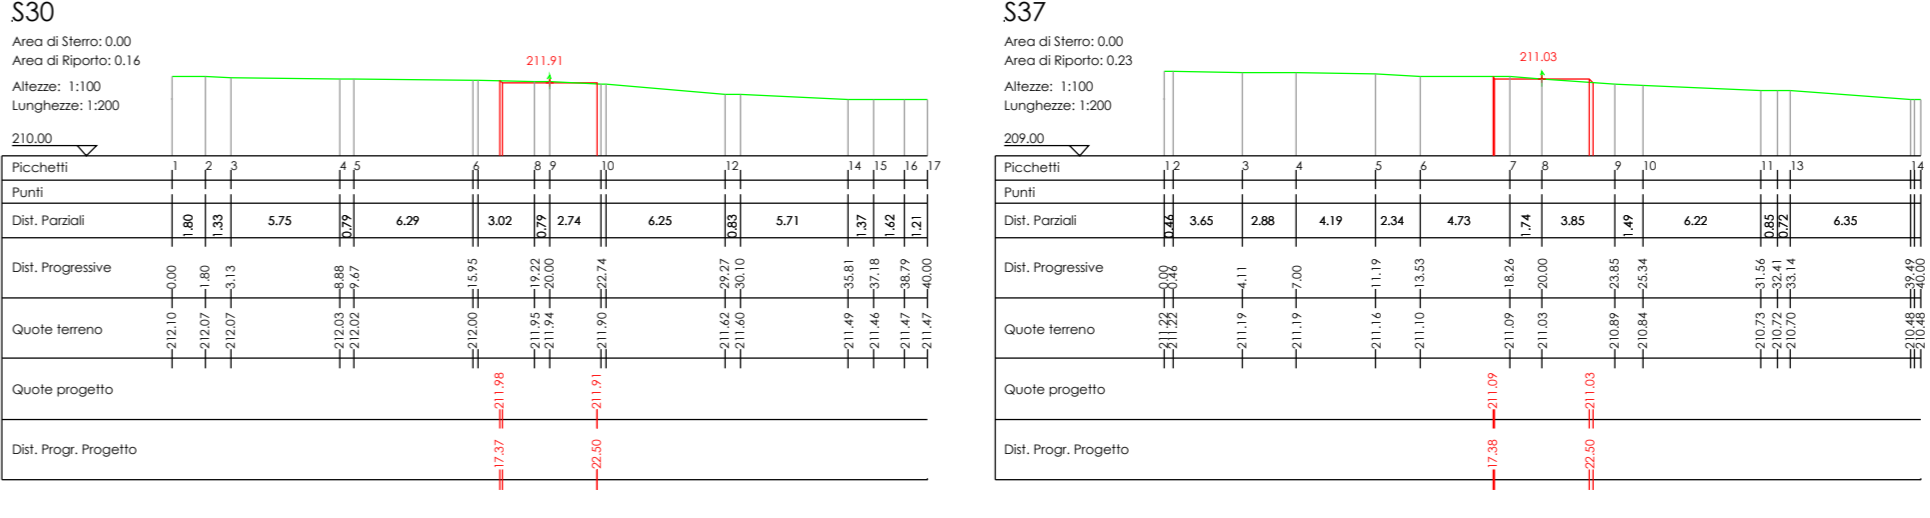 S30
Area di Sterro: 0.00
Area di Riporto: 0.16
Altezze: 1:100
Lunghezze: 1:200
210.00
211.91
Picchetti 1 2 3 4 5 6 8 9 10 12 14 15 16 17
Punti
Dist. Parziali 1.80 1.33 5.75 0.79 6.29 3.02 0.79 2.74 6.25 0.83 5.71 1.37 1.62 1.21
Dist. Progressive 0.00 1.80 3.13 8.88 9.67 15.95 19.22 20.00 22.74 29.27 30.10 35.81 37.18 38.79 40.00
Quote terreno 212.10 212.07 212.07 212.03 212.02 212.00 211.95 211.94 211.90 211.62 211.60 211.49 211.46 211.47 211.47
Quote progetto 211.98 211.91
Dist. Progr. Progetto 17.37 22.50
S37
Area di Sterro: 0.00
Area di Riporto: 0.23
Altezze: 1:100
Lunghezze: 1:200
209.00
211.03
Picchetti 1 2 3 4 5 6 7 8 9 10 11 13 14
Punti
Dist. Parziali 0.46 3.65 2.88 4.19 2.34 4.73 1.74 3.85 1.49 6.22 0.85 0.72 6.35
Dist. Progressive 0.00 0.46 4.11 7.00 11.19 13.53 18.26 20.00 23.85 25.34 31.56 32.41 33.14 39.49 40.00
Quote terreno 211.22 211.22 211.19 211.19 211.16 211.10 211.09 211.03 210.89 210.84 210.73 210.72 210.70 210.48 210.48
Quote progetto 211.09 211.03
Dist. Progr. Progetto 17.38 22.50